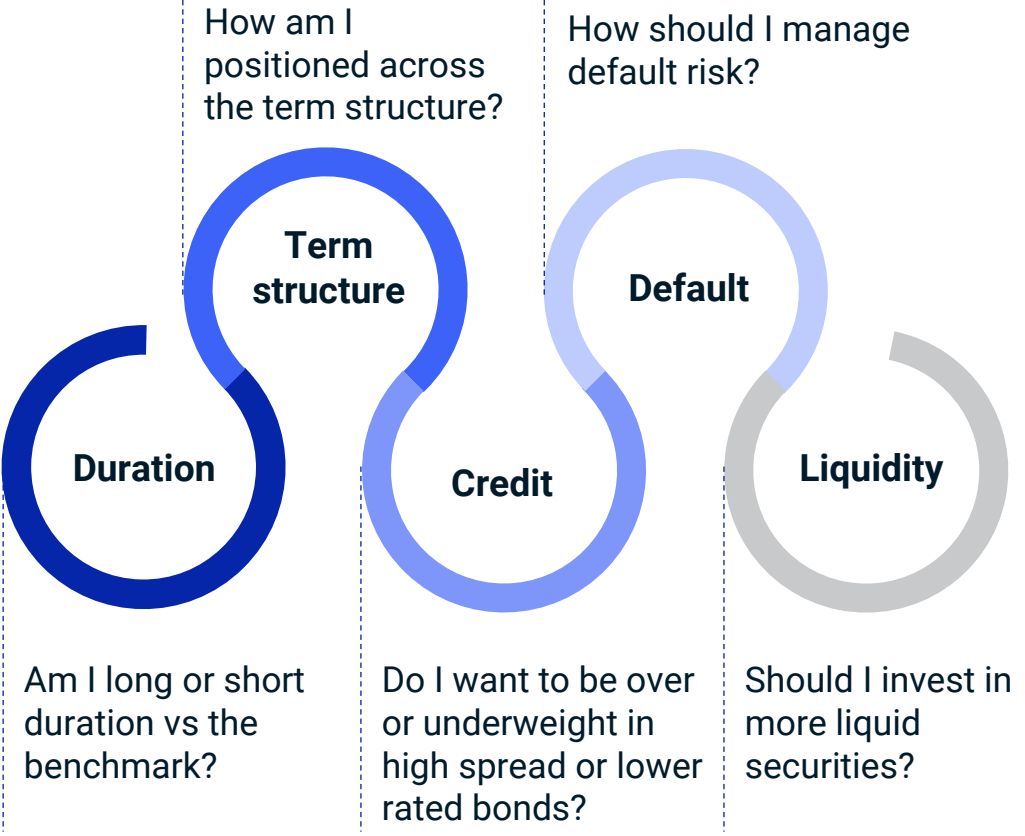 How am I
positioned across
the term structure?
How should I manage
default risk?
Term
structure
Default
Duration
Credit
Liquidity
Am I long or short
duration vs the
benchmark?
Do I want to be over
or underweight in
high spread or lower
rated bonds?
Should I invest in
more liquid
securities?